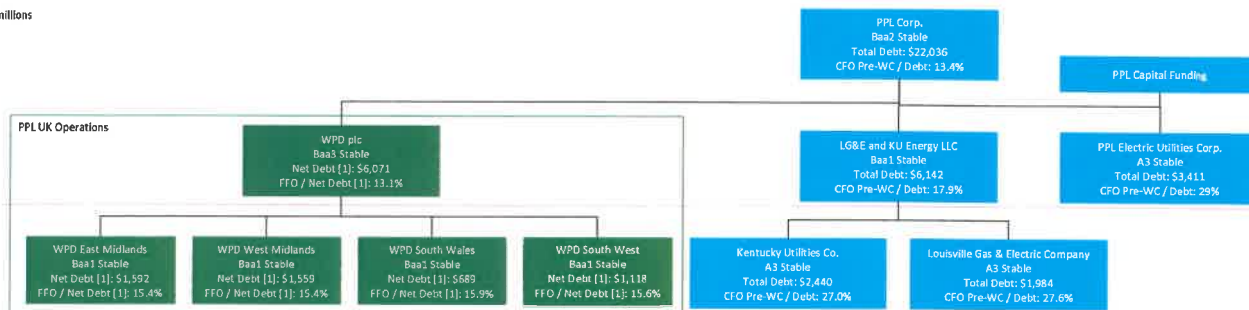 millions
PPL Corp.
Baa2 Stable
Total Debt: $22,036
CFO Pre-WC / Debt: 13.4%
PPL Capital Funding
PPL UK Operations
WPD plc
Baa3 Stable
Net Debt [1]: $6,071
FFO / Net Debt [1]: 13.1%
LG&E and KU Energy LLC
Baa1 Stable
Total Debt: $6,142
CFO Pre-WC / Debt: 17.9%
PPL Electric Utilities Corp.
A3 Stable
Total Debt: $3,411
CFO Pre-WC / Debt: 29%
WPD East Midlands
Baa1 Stable
Net Debt [1]: $1,592
FFO / Net Debt [1]: 15.4%
WPD West Midlands
Baa1 Stable
Net Debt [1]: $1,559
FFO / Net Debt [1]: 15.4%
WPD South Wales
Baa1 Stable
Net Debt [1]: $689
FFO / Net Debt [1]: 15.9%
WPD South West
Baa1 Stable
Net Debt [1]: $1,118
FFO / Net Debt [1]: 15.6%
Kentucky Utilities Co.
A3 Stable
Total Debt: $2,440
CFO Pre-WC / Debt: 27.0%
Louisville Gas & Electric Company
A3 Stable
Total Debt: $1,984
CFO Pre-WC / Debt: 27.6%